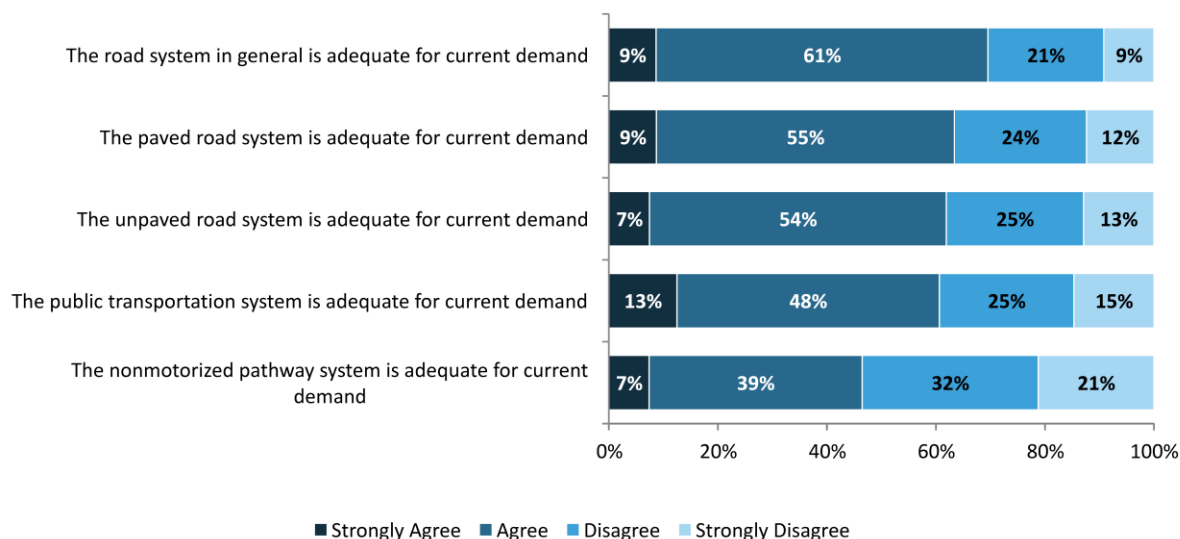 The road system in general is adequate for current demand
9% 61% 21% 9%
The paved road system is adequate for current demand
9% 55% 24% 12%
The unpaved road system is adequate for current demand
7% 54% 25% 13%
The public transportation system is adequate for current demand
13% 48% 25% 15%
The nonmotorized pathway system is adequate for current
demand
7% 39% 32% 21%
0% 20% 40% 60% 80% 100%
Strongly Agree Agree Disagree Strongly Disagree